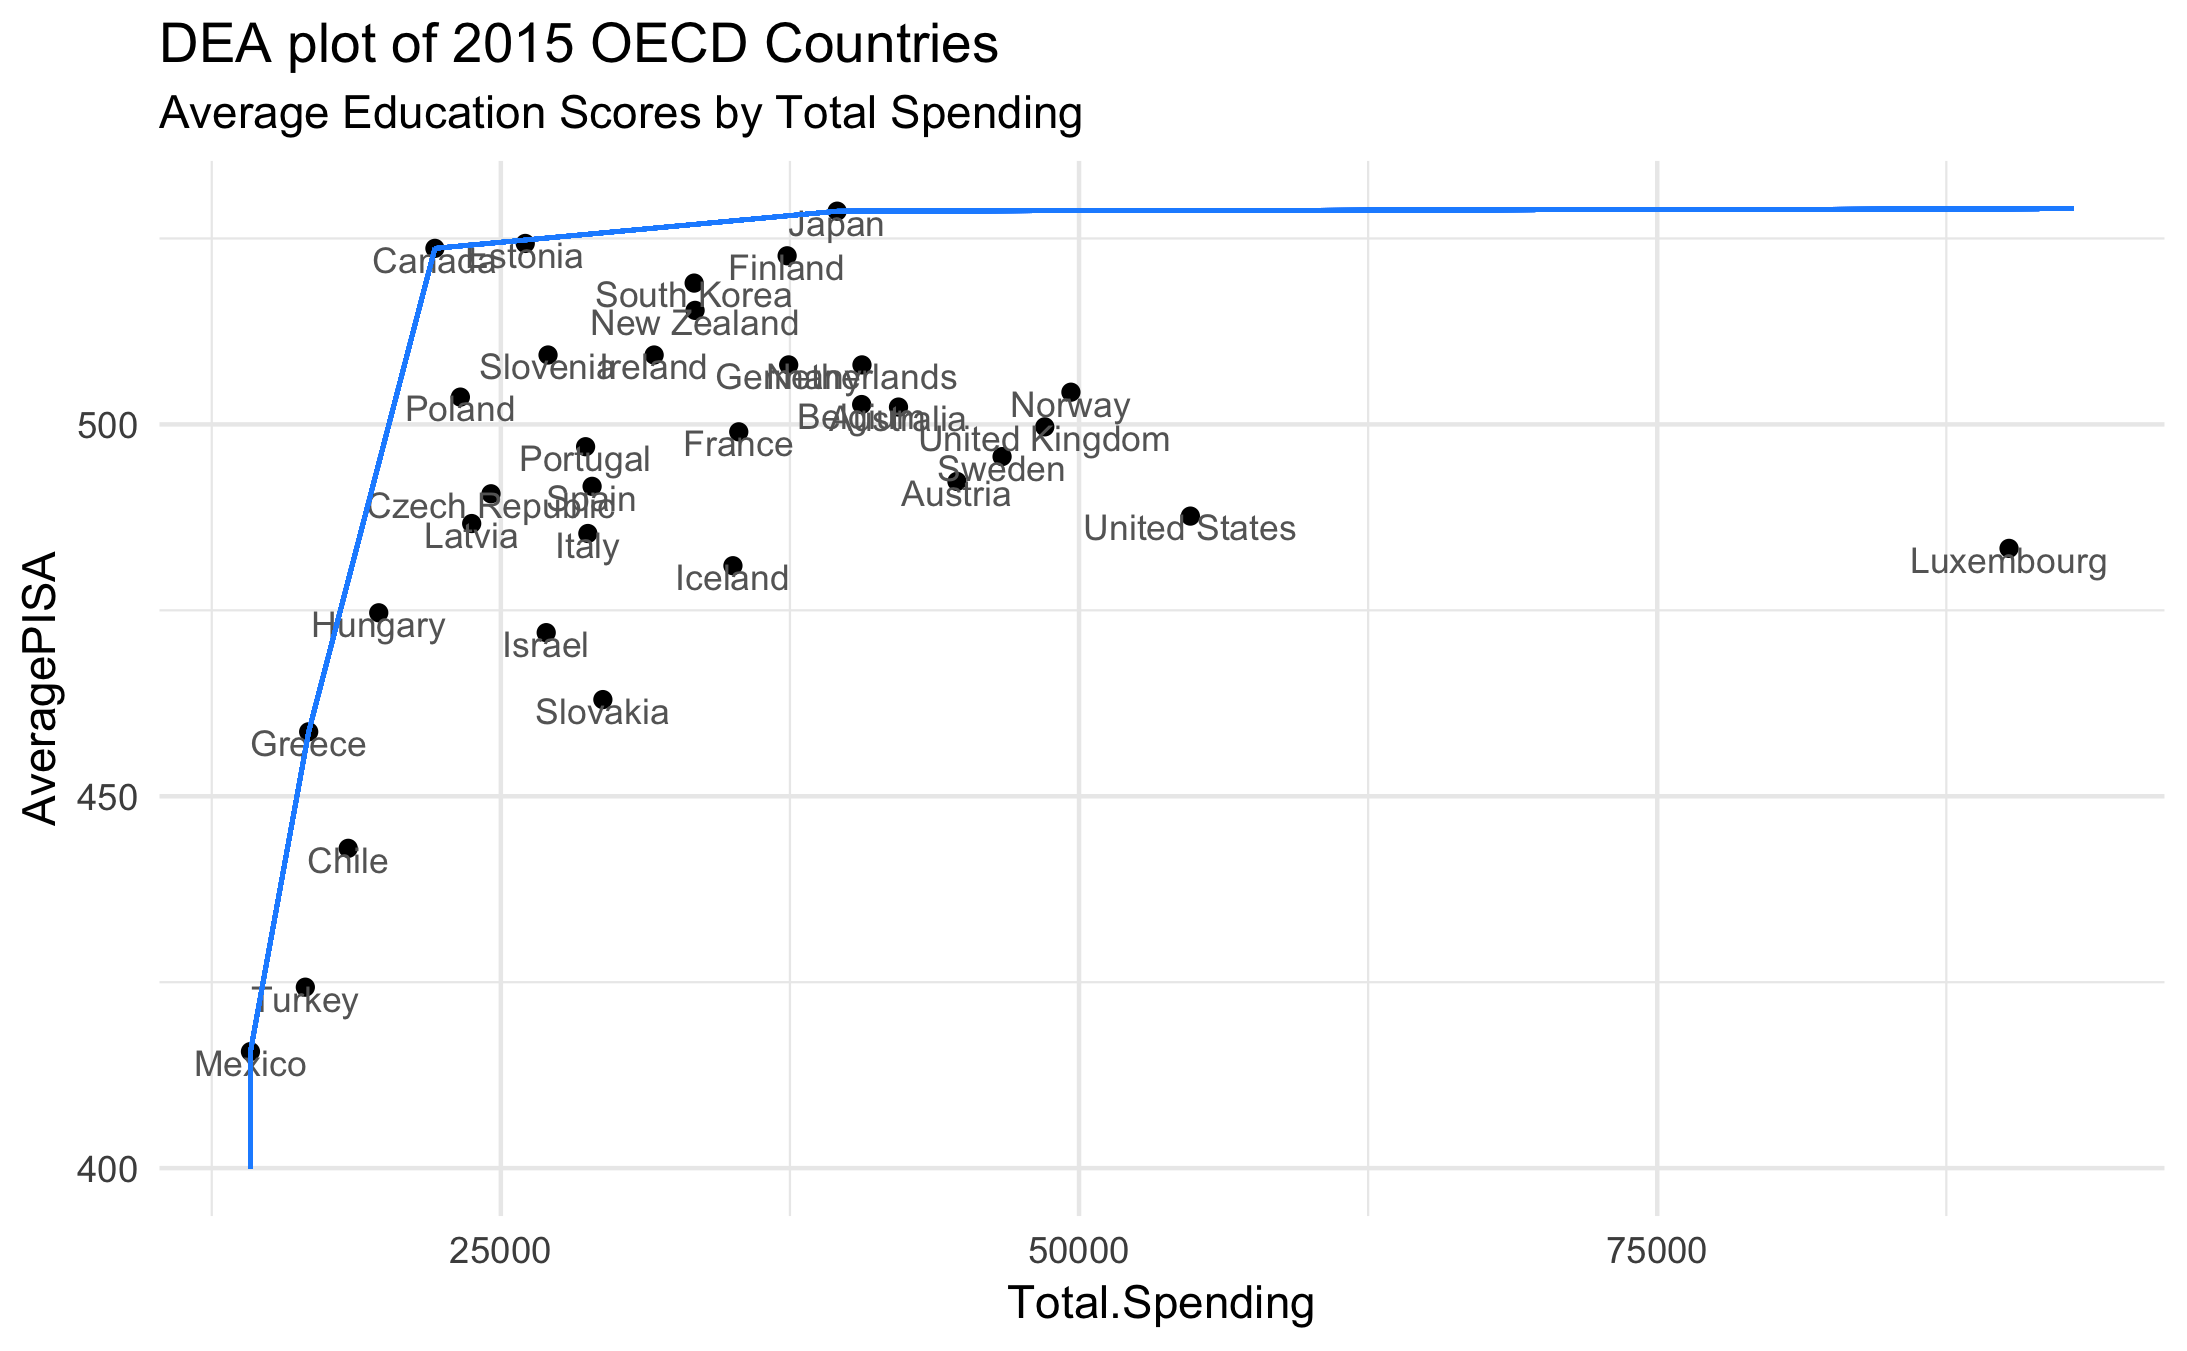 DEA plot of 2015 OECD Countries
Average Education Scores by Total Spending
Japan
Canada
Estonia
Finland
South Korea
New Zealand
Slovenia
Ireland
Germany
Netherlands
Norway
Poland
Belgium
Australia
500
France
United Kingdom
Portugal
Sweden
Austria
Spain
Czech Republic
United States
Latvia
Italy
Luxembourg
Iceland
Hungary
Israel
AveragePISA
Slovakia
Greece
450
Chile
Turkey
Mexico
400
25000
50000
75000
Total.Spending